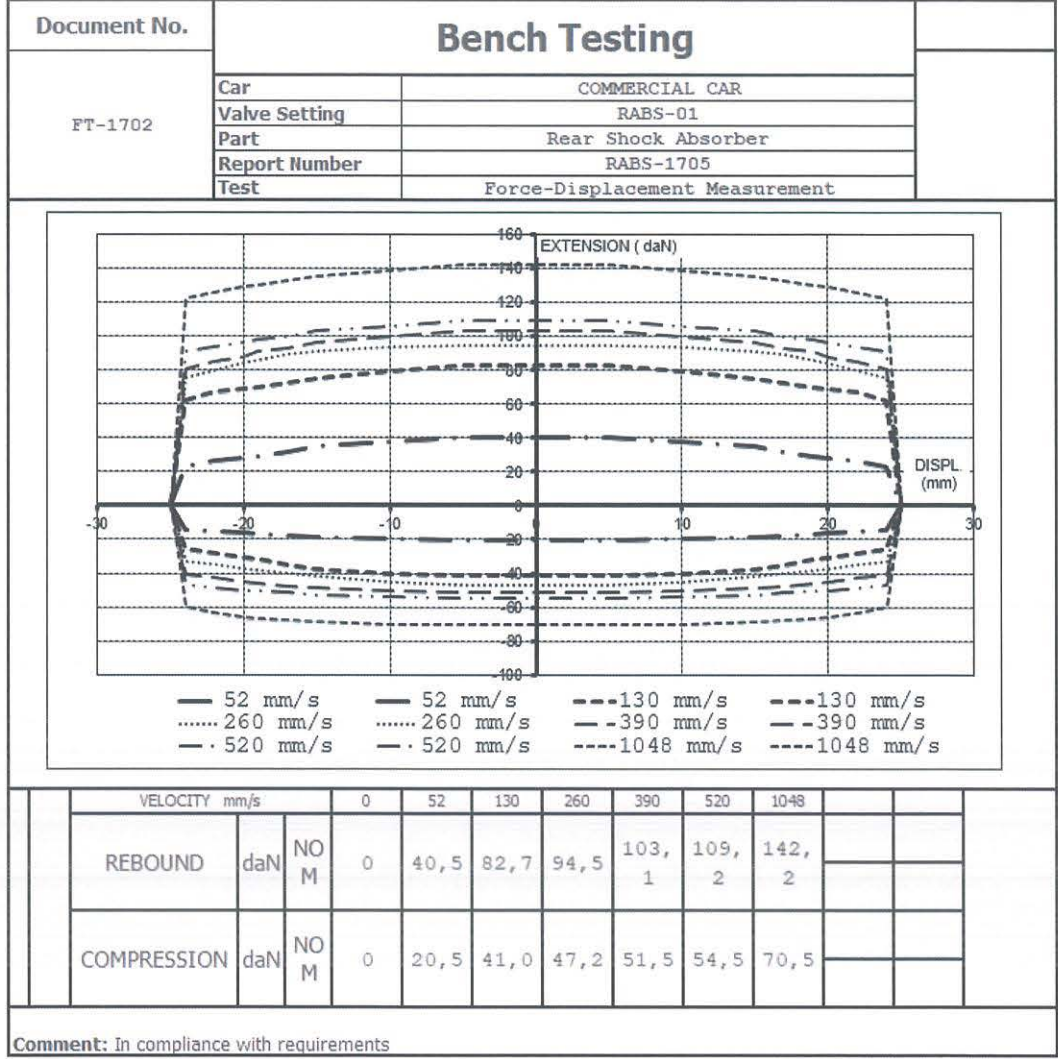 Document No.
Bench Testing
FT-1702
Car COMMERCIAL CAR
Valve Setting RABS-01
Part Rear Shock Absorber
Report Number RABS-1705
Test Force-Displacement Measurement
160 EXTENSION ( daN)
140
120
100
80
60
40
20
DISPL.
(mm)
0
-30 -20 -10 0 10 20 30
-20
-40
-60
-80
-100
52 mm/s 52 mm/s 130 mm/s 130 mm/s
260 mm/s 260 mm/s 390 mm/s 390 mm/s
520 mm/s 520 mm/s 1048 mm/s 1048 mm/s
VELOCITY mm/s 0 52 130 260 390 520 1048
REBOUND daN NO M 0 40,5 82,7 94,5 103, 1 109, 2 142, 2
COMPRESSION daN NO M 0 20,5 41,0 47,2 51,5 54,5 70,5
Comment: In compliance with requirements